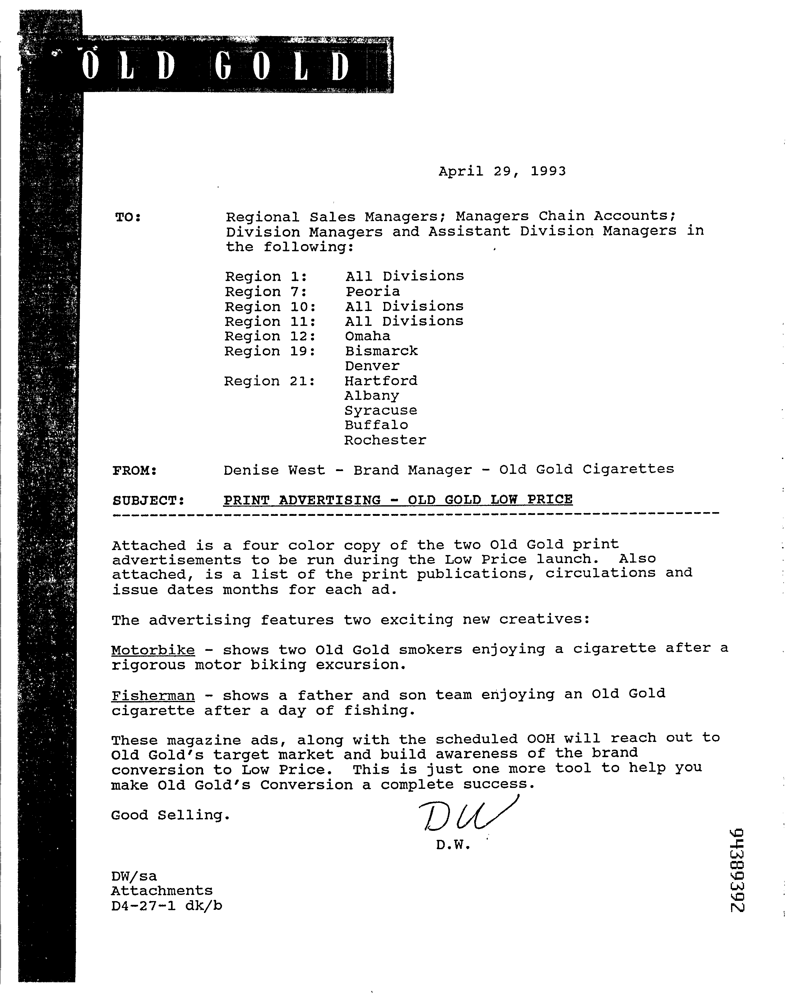 OLD GOLD
April 29, 1993
TO: Regional Sales Managers; Managers Chain Accounts;
Division Managers and Assistant Division Managers in
the following:
Region 1: All Divisions
Region 7: Peoria
Region 10: All Divisions
Region 11: All Divisions
Region 12: Omaha
Region 19: Bismarck
Denver
Region 21: Hartford
Albany
Syracuse
Buffalo
Rochester
FROM: Denise West - Brand Manager - Old Gold Cigarettes
SUBJECT: PRINT ADVERTISING - OLD GOLD LOW PRICE
Attached is a four color copy of the two Old Gold print
advertisements to be run during the Low Price launch. Also
attached, is a list of the print publications, circulations and
issue dates months for each ad.
The advertising features two exciting new creatives:
Motorbike - shows two Old Gold smokers enjoying a cigarette after a
rigorous motor biking excursion.
Fisherman - shows a father and son team enjoying an Old Gold
cigarette after a day of fishing.
These magazine ads, along with the scheduled OOH will reach out to
Old Gold's target market and build awareness of the brand
conversion to Low Price. This is just one more tool to help you
make Old Gold's Conversion a complete success.
Good Selling.
DW
D.W.
DW/sa
Attachments
D4-27-1 dk/b
94389392